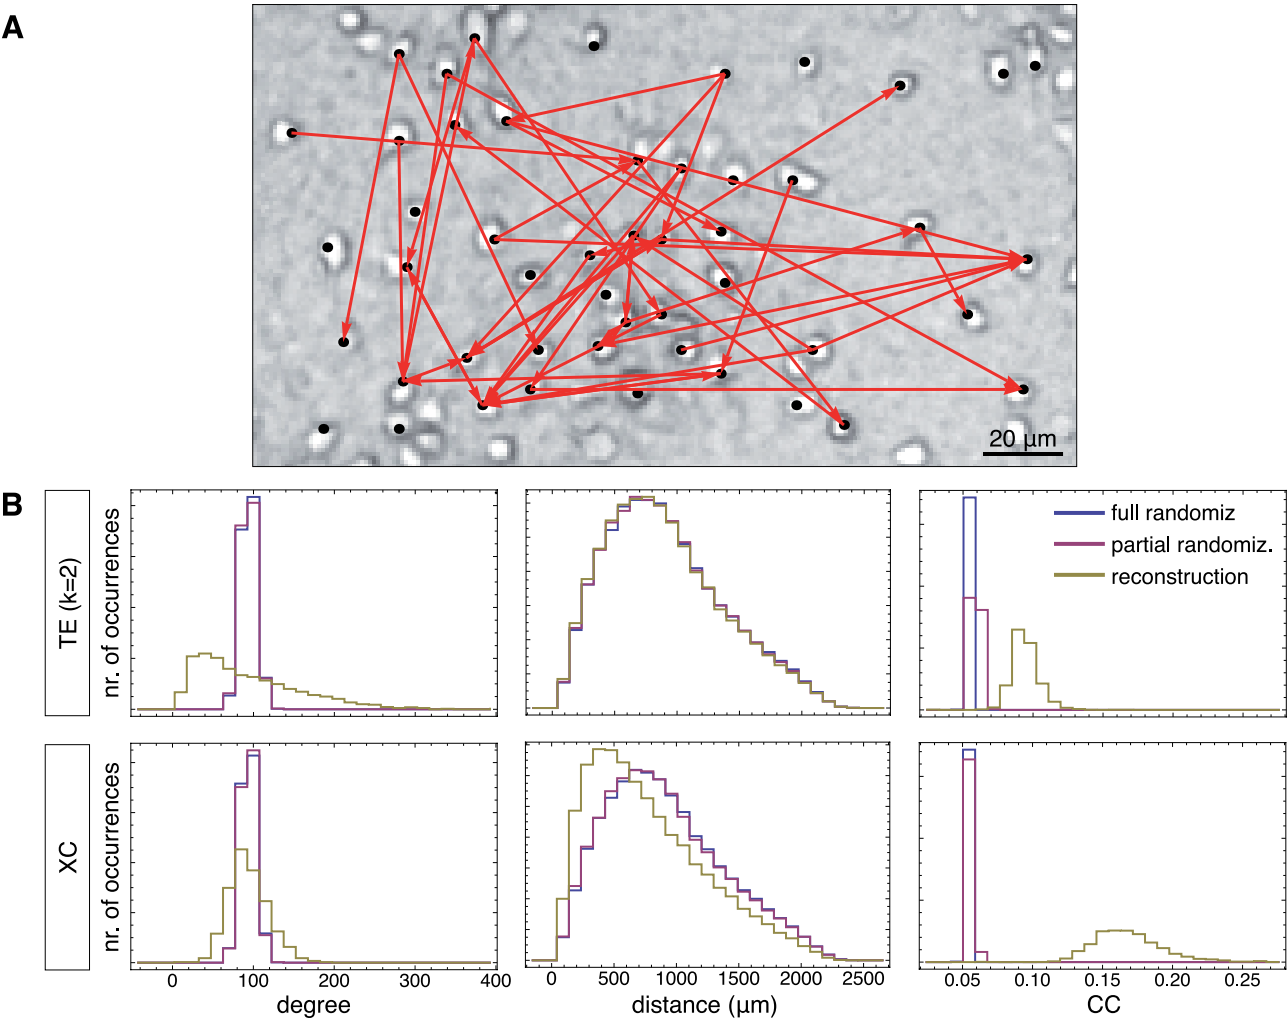 A
20 µm
B
TE (k=2)
nr. of occurrences
full randomiz
partial randomiz.
reconstruction
XC
nr. of occurrences
0 100 200 300 400
0 500 1000 1500 2000 2500
0.05 0.10 0.15 0.20 0.25
degree
distance (µm)
CC